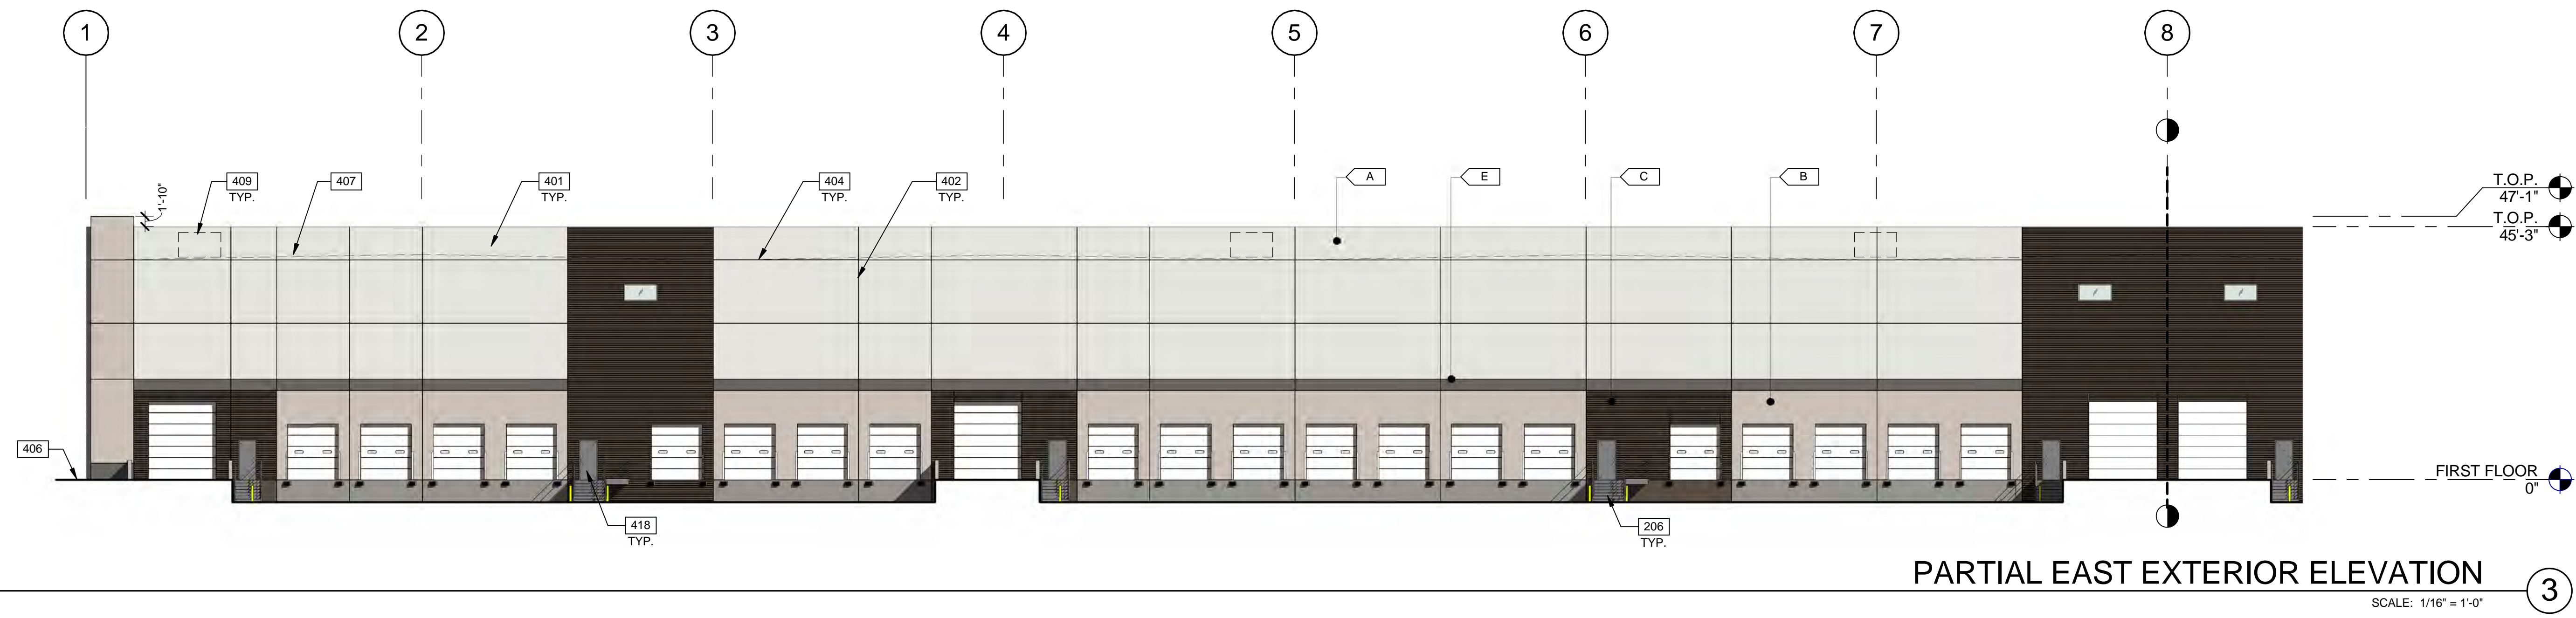 1 2 3 4 5 6 7 8
409
TYP.
1'-10"
407
401
TYP.
404
TYP.
402
TYP.
A
E
C
B
T.O.P.
47'-1"
T.O.P.
45'-3"
406
FIRST FLOOR
0"
418
TYP.
206
TYP.
PARTIAL EAST EXTERIOR ELEVATION
3
SCALE: 1/16" = 1'-0"